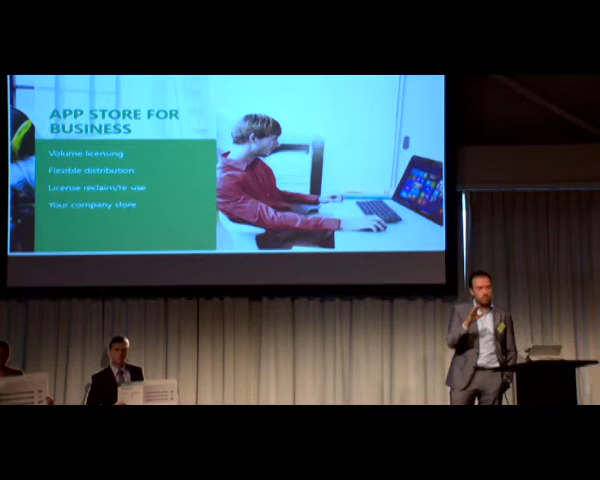 APP STORE FOR
BUSINESS
Volume licensing
Flexible distribution
License reclaim/re-use
Your company store